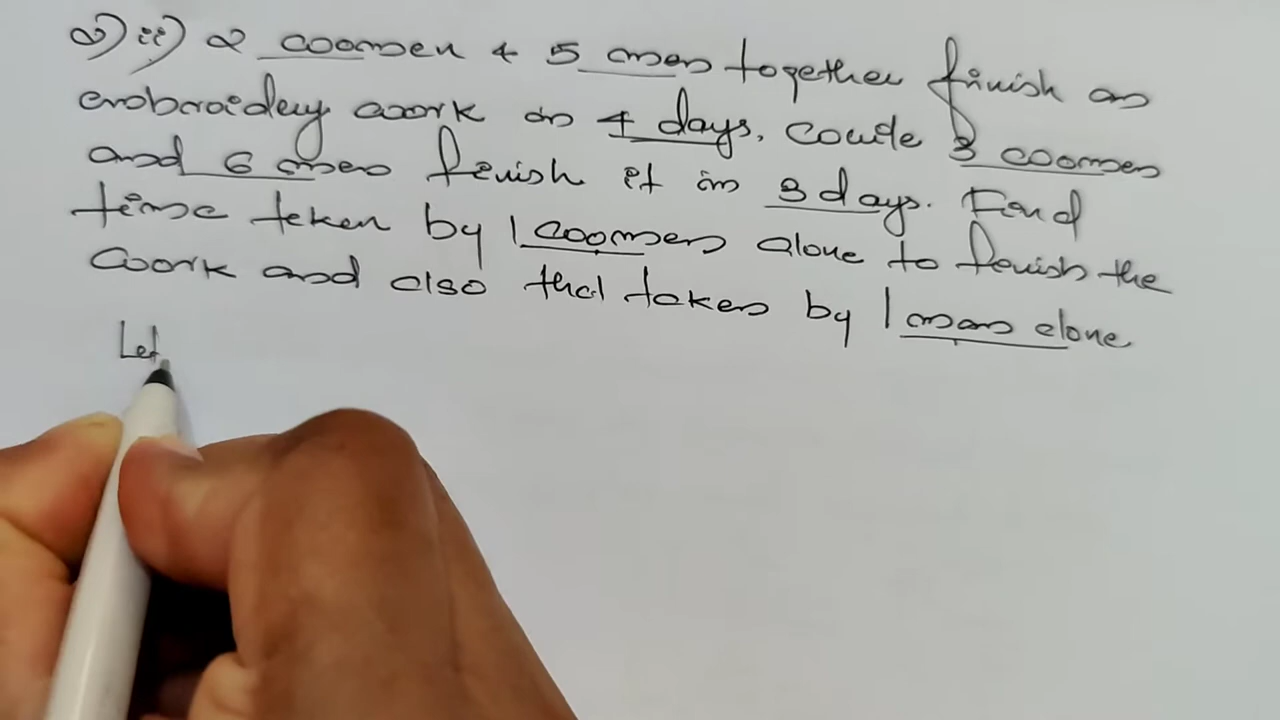 2) ii) 2 women + 5 men together finish an
embroidery work in 4 days, while 3 women
and 6 men finish it in 3 days. Find
time taken by 1 women alone to finish the
work and also that taken by 1 man alone
Let